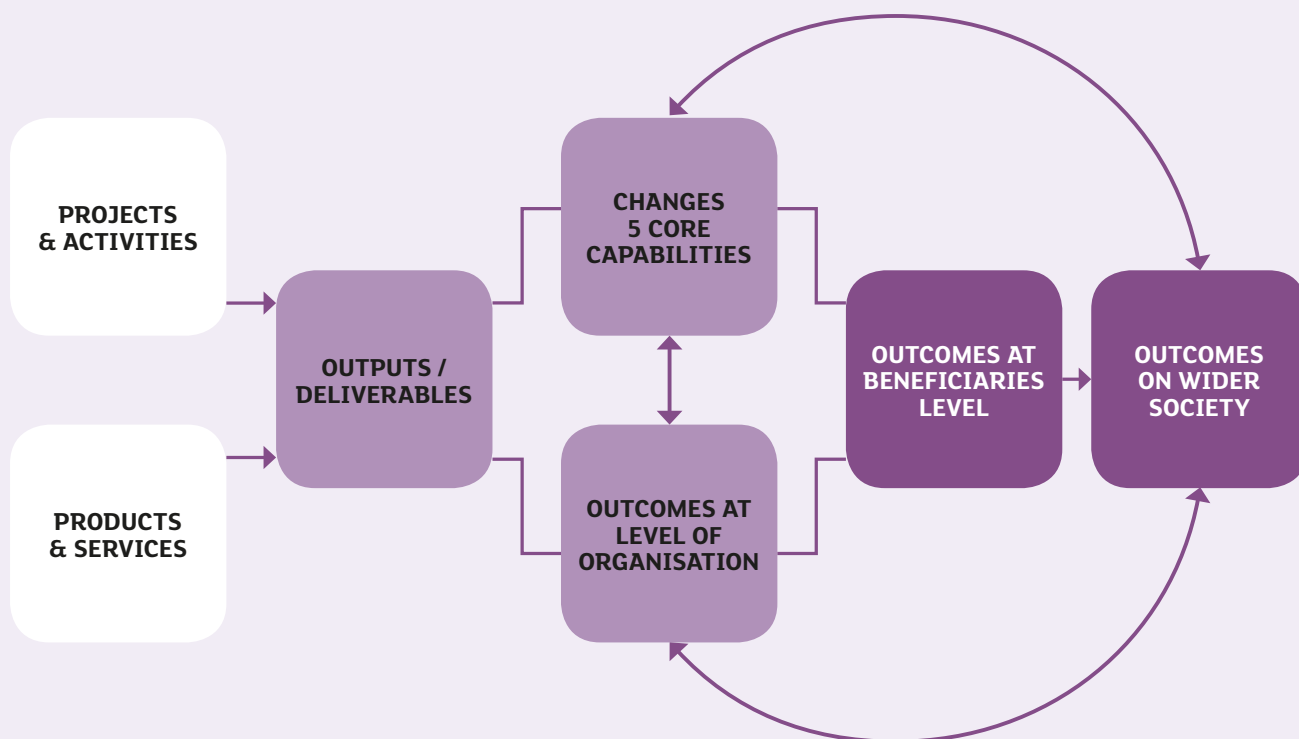 PROJECTS
& ACTIVITIES
PRODUCTS
& SERVICES
OUTPUTS /
DELIVERABLES
CHANGES
5 CORE
CAPABILITIES
OUTCOMES AT
LEVEL OF
ORGANISATION
OUTCOMES AT
BENEFICIARIES
LEVEL
OUTCOMES
ON WIDER
SOCIETY